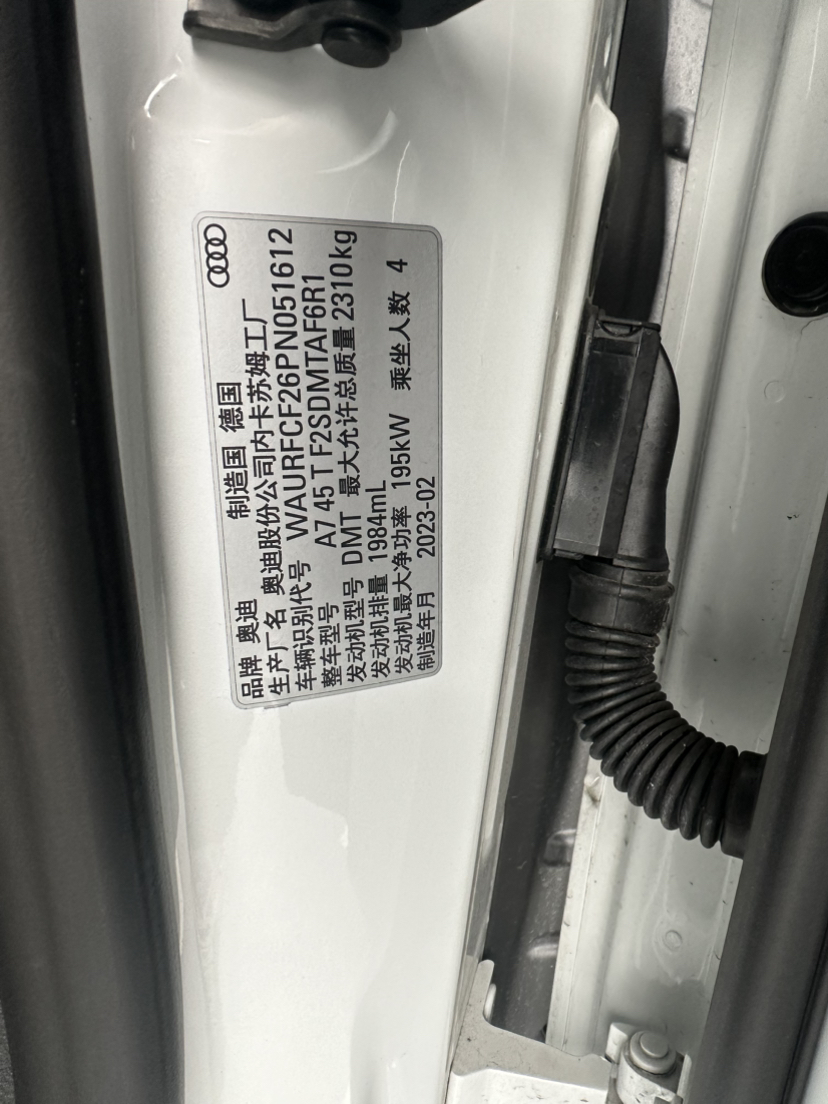 品牌 奥迪 制造国 德国
生产厂名 奥迪股份公司内卡苏姆工厂
车辆识别代号 WAURFCF26PN051612
整车型号 A7 45 T F2SDMTAF6R1
发动机型号 DMT 最大允许总质量 2310kg
发动机排量 1984mL
发动机最大净功率 195kW 乘坐人数 4
制造年月 2023-02